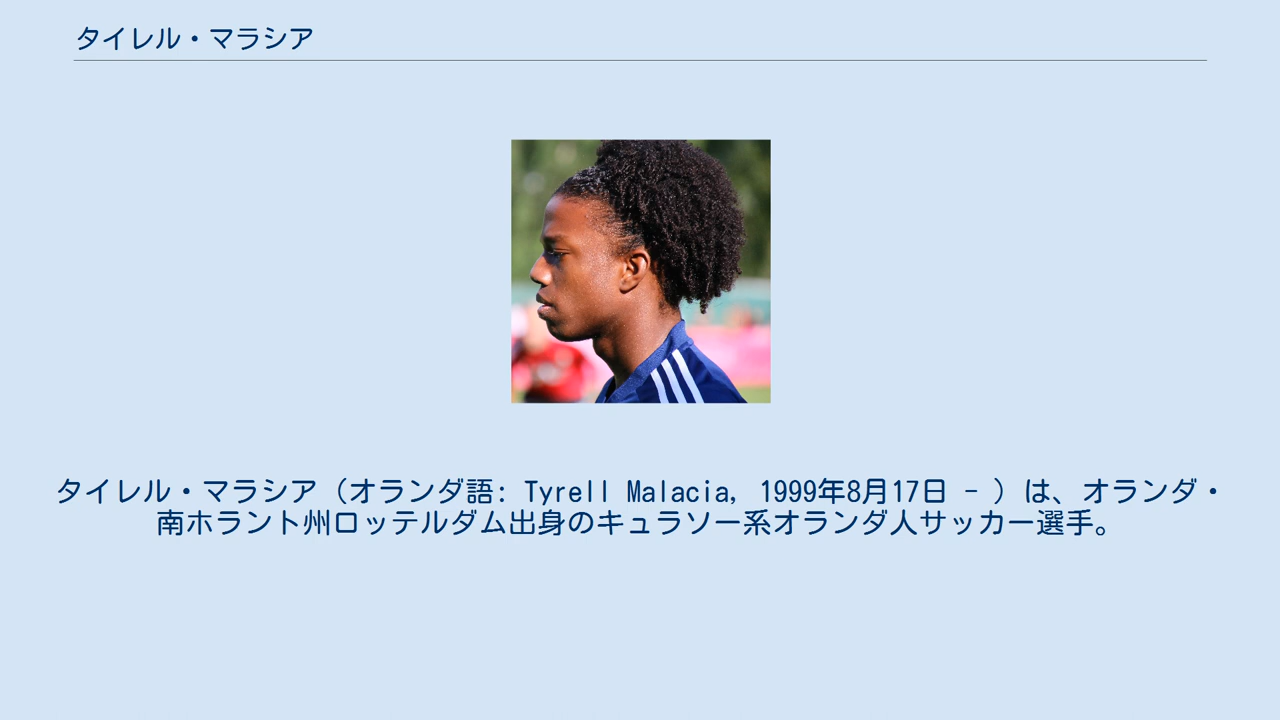 タイレル・マラシア
タイレル・マラシア（オランダ語: Tyrell Malacia, 1999年8月17日 - ）は、オランダ・
南ホラント州ロッテルダム出身のキュラソー系オランダ人サッカー選手。